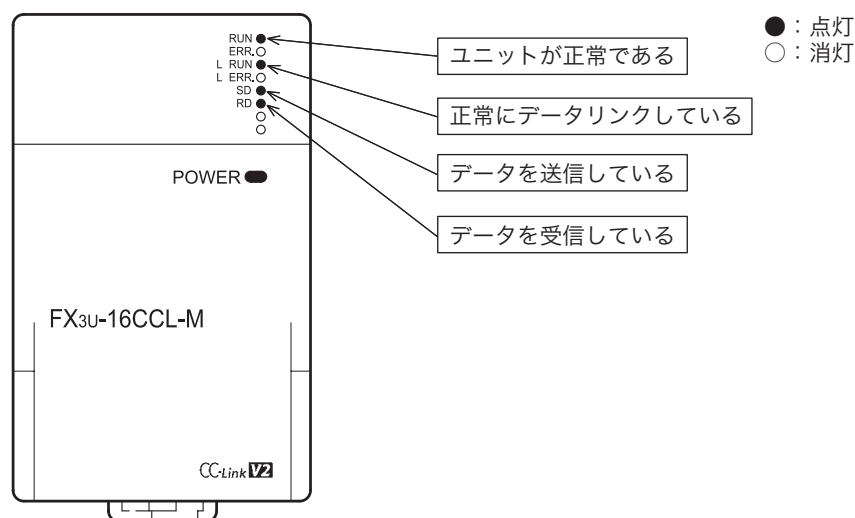 RUN
ERR.
L RUN
L ERR.
SD
RD
ユニットが正常である
正常にデータリンクしている
データを送信している
データを受信している
●：点灯
○：消灯
POWER
FX3U-16CCL-M
CC-Link V2